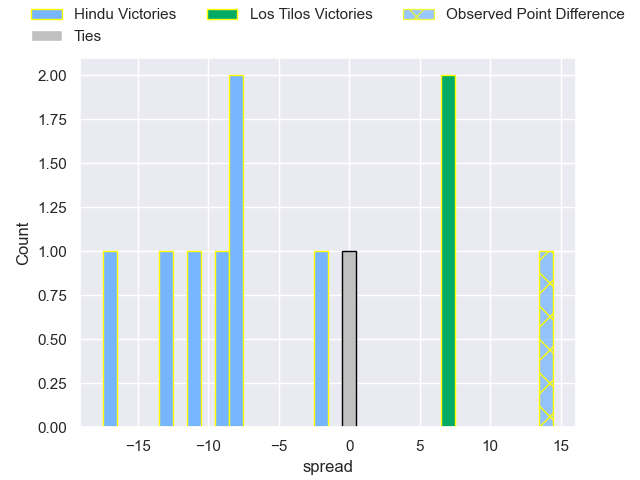 Hindu Victories Los Tilos Victories Observed Point Difference
Ties
2.00
1.75
1.50
1.25
1.00
0.75
0.50
0.25
0.00
Count
−15 −10 −5 0 5 10 15
spread